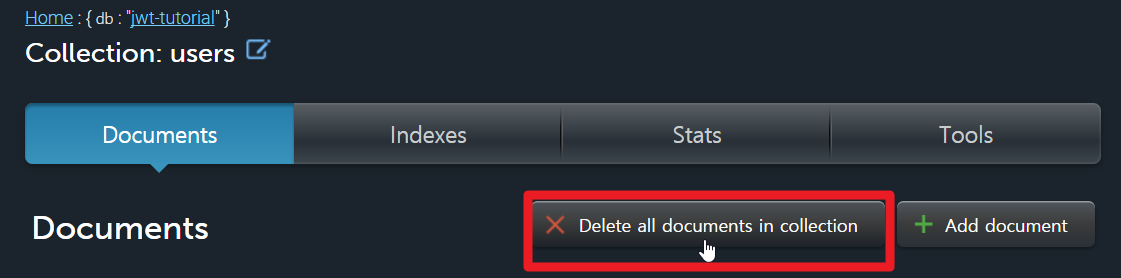 Home : { db : "jwt-tutorial" }
Collection: users
Documents Indexes Stats Tools
Documents Delete all documents in collection Add document